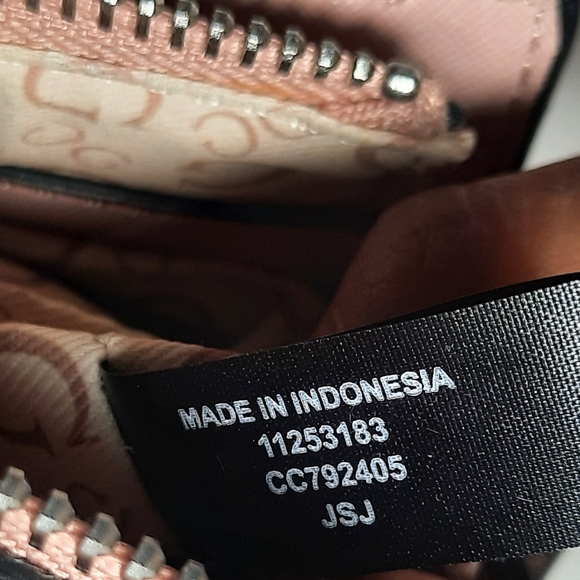 MADE IN INDONESIA
11253183
CC792405
JSJ